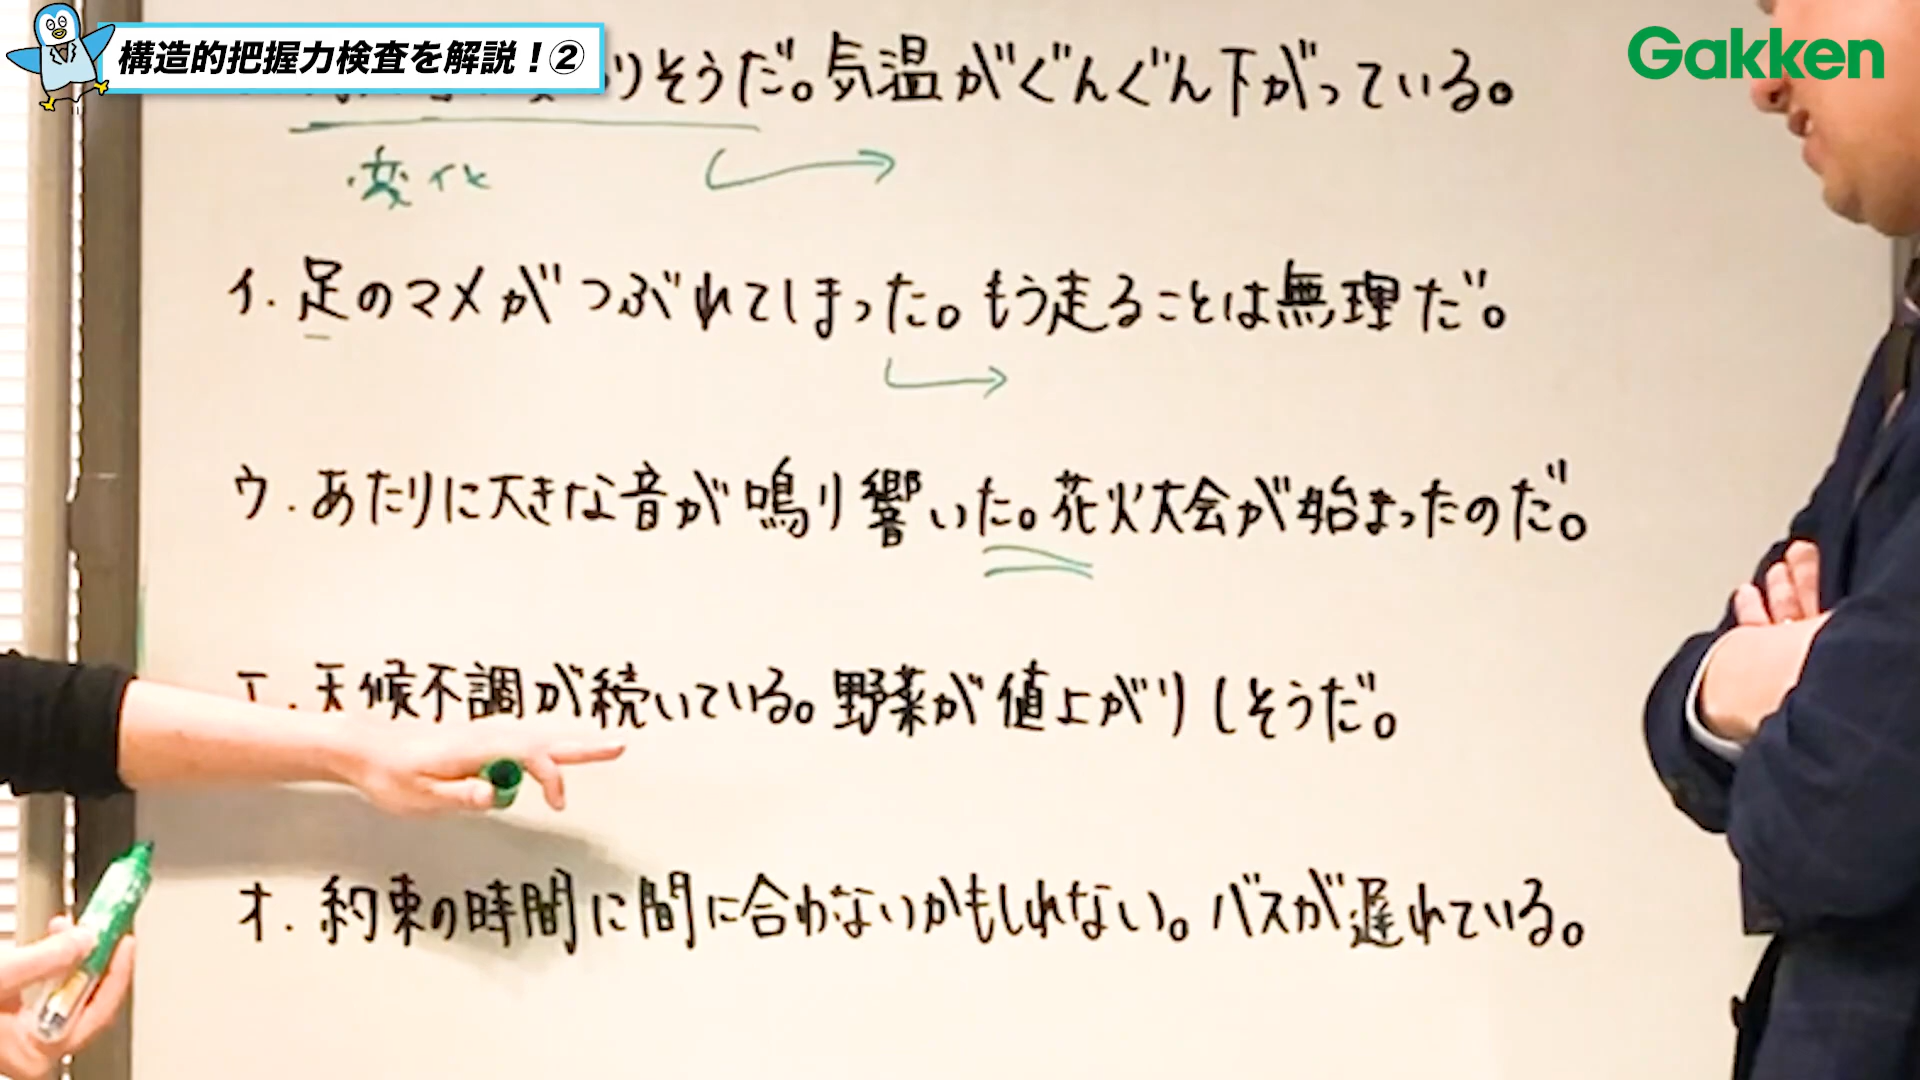 構造的把握力検査を解説！②
Gakken
りそうだ。気温がぐんぐん下がっている。
変化
イ. 足のマメがつぶれてしまった。もう走ることは無理だ。
ウ. あたりに大きな音が鳴り響いた。花火大会が始まったのだ。
エ. 天候不調が続いている。野菜が値上がりしそうだ。
オ. 約束の時間に間に合わないかもしれない。バスが遅れている。